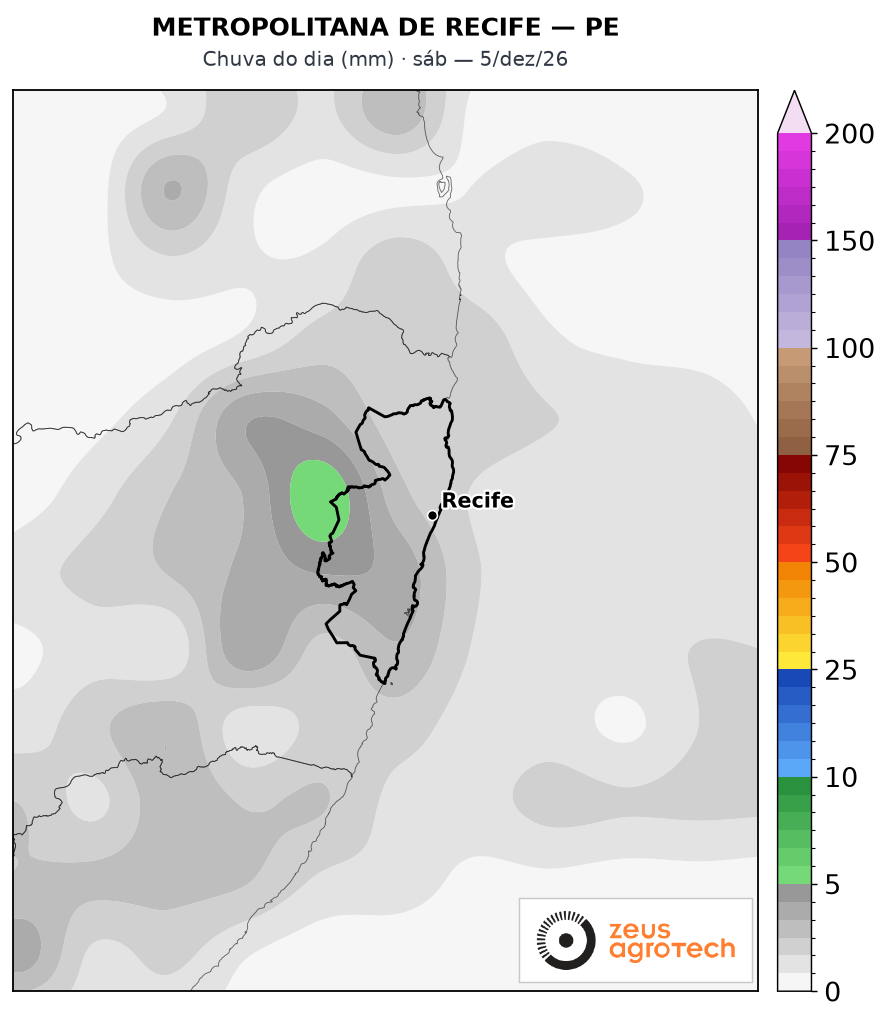 METROPOLITANA DE RECIFE — PE
Chuva do dia (mm) · sáb — 5/dez/26
200
150
100
75
50
25
10
5
0
Recife
zeus
agrotech